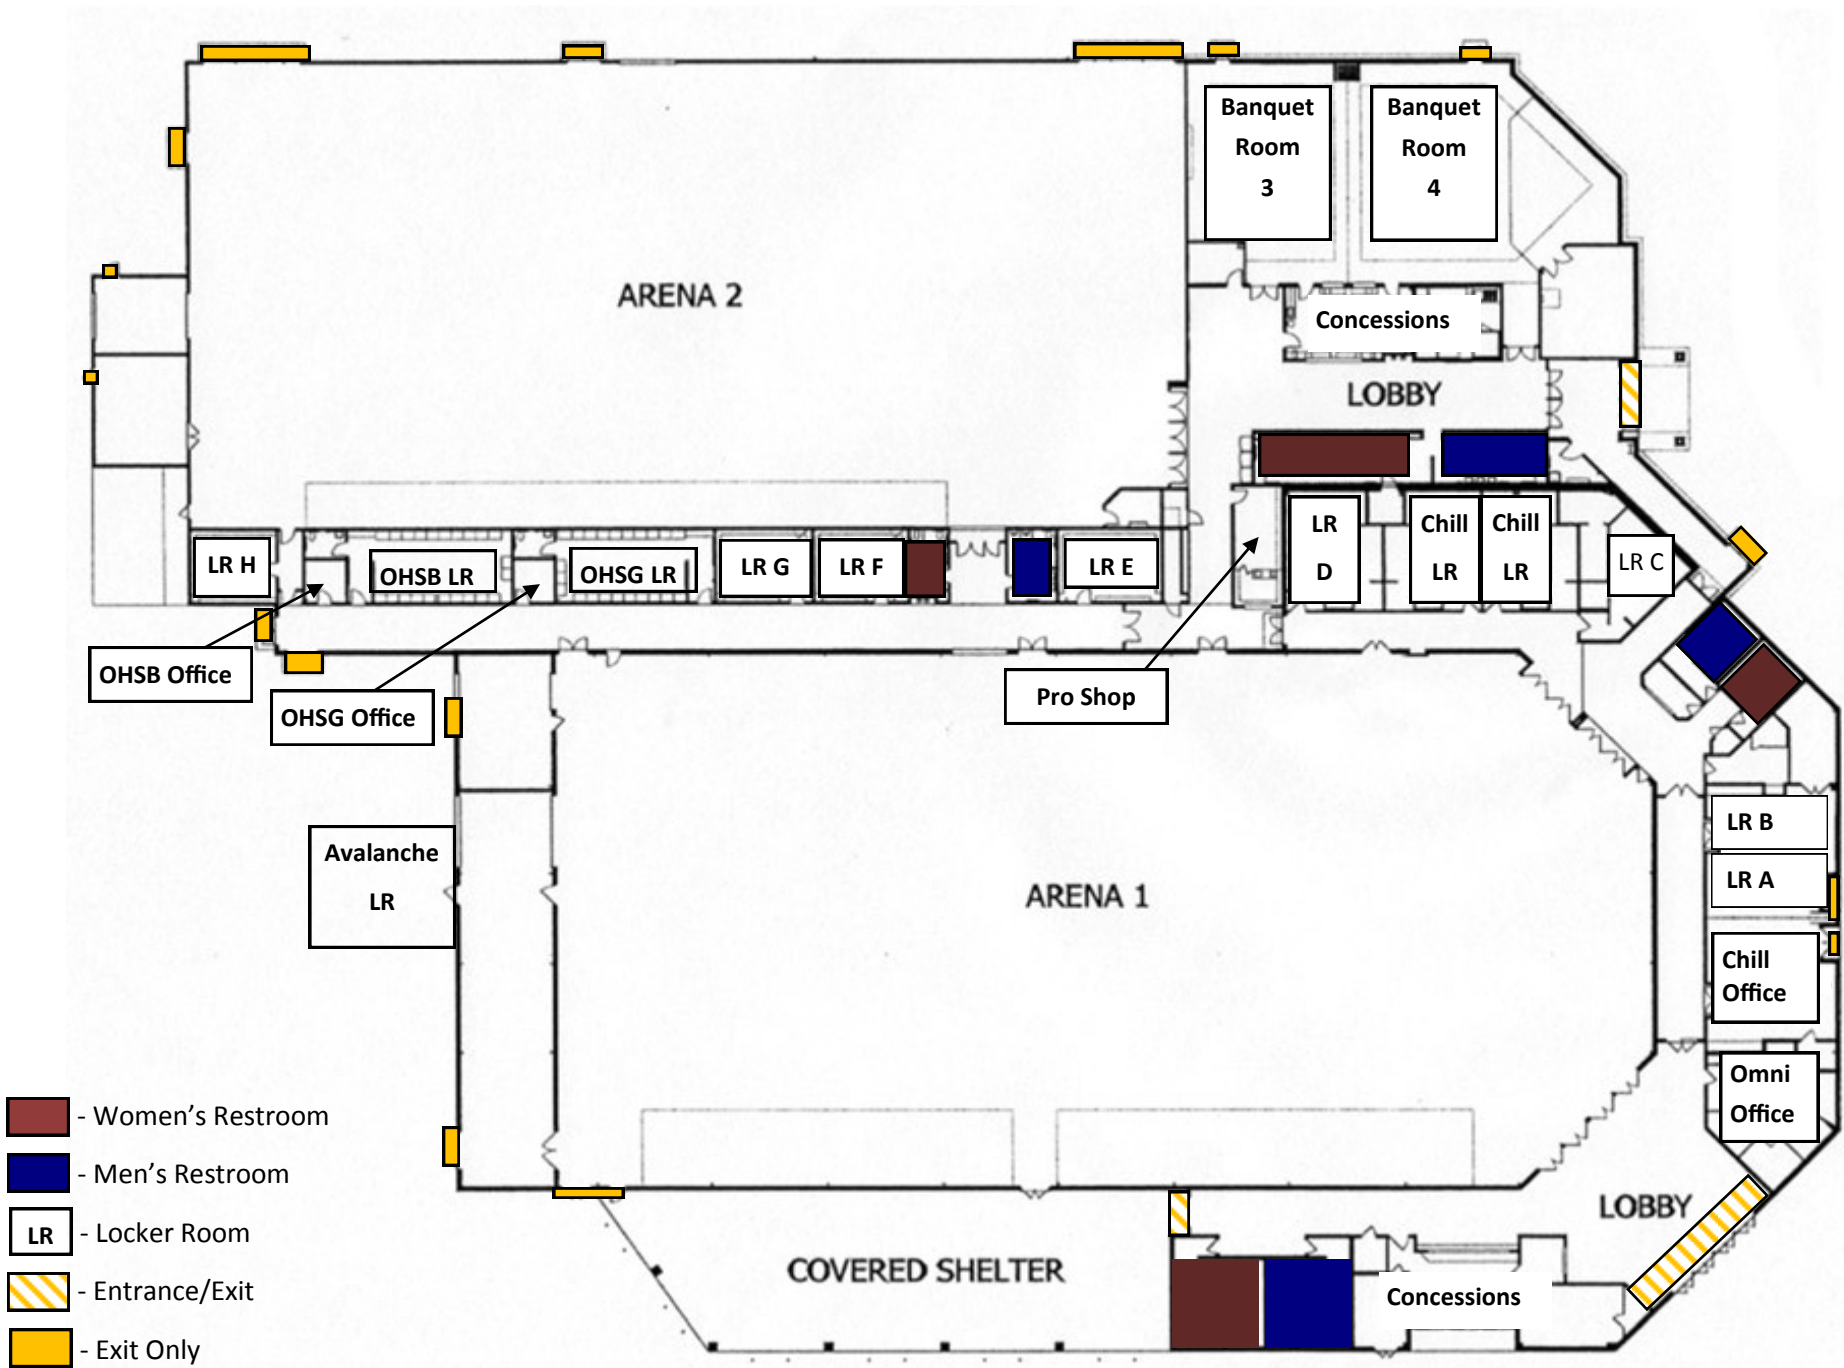 Banquet
Room
3
Banquet
Room
4
ARENA 2
Concessions
LOBBY
LR H
OHSB LR
OHSG LR
LR G
LR F
LR E
LR
D
Chill
LR
Chill
LR
LR C
OHSB Office
OHSG Office
Pro Shop
LR B
LR A
Avalanche
LR
ARENA 1
Chill
Office
Omni
Office
LOBBY
COVERED SHELTER
Concessions
- Women's Restroom
- Men's Restroom
LR - Locker Room
- Entrance/Exit
- Exit Only